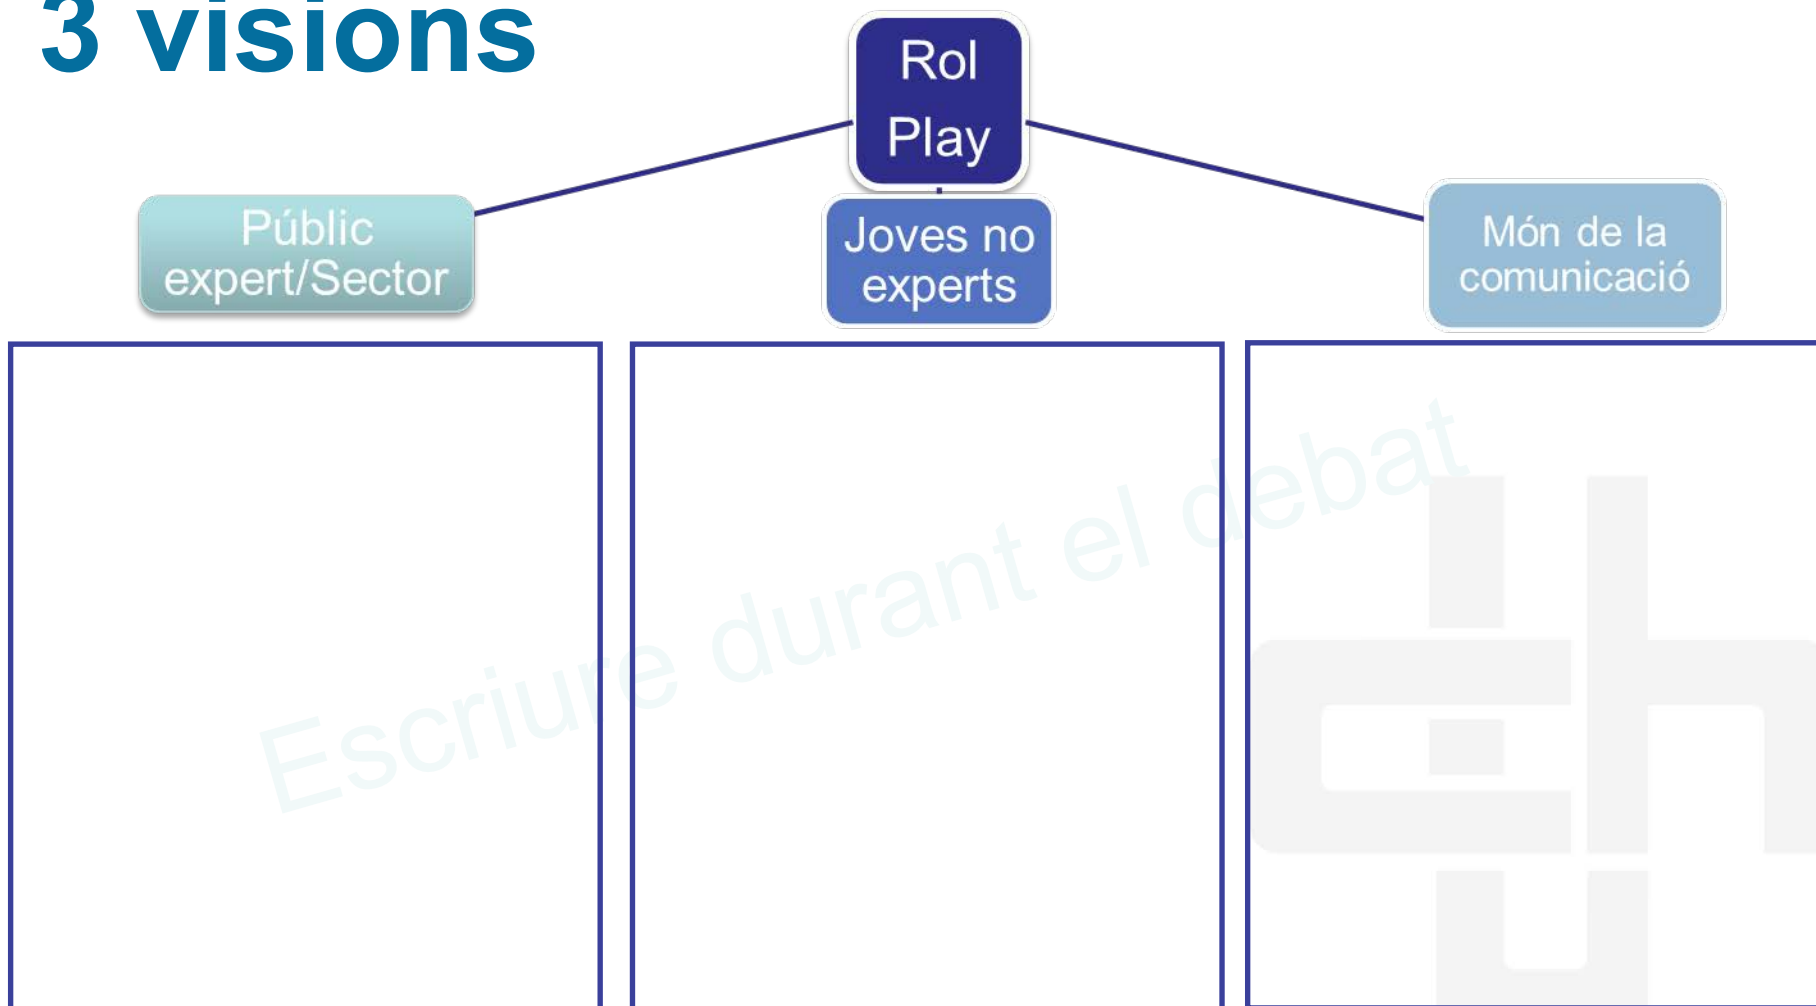 3 visions
Rol
Play
Públic
expert/Sector
Joves no
experts
Món de la
comunicació
Escriure durant el debat